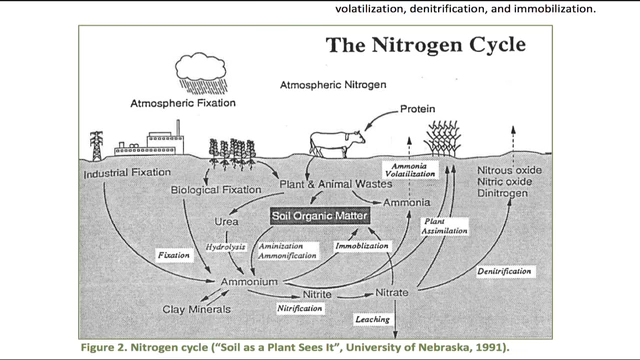 volatilization, denitrification, and immobilization.
The Nitrogen Cycle
Atmospheric Nitrogen
Atmospheric Fixation
Protein
Industrial Fixation
Biological Fixation
Plant & Animal Wastes
Ammonia
Volatilization
Nitrous oxide
Nitric oxide
Dinitrogen
Ammonia
Urea
Soil Organic Matter
Plant
Assimilation
Fixation
Hydrolysis
Aminization
Ammonification
Immoblization
Denitrification
Ammonium
Nitrite
Nitrate
Clay Minerals
Nitrification
Leaching
Figure 2. Nitrogen cycle (“Soil as a Plant Sees It”, University of Nebraska, 1991).